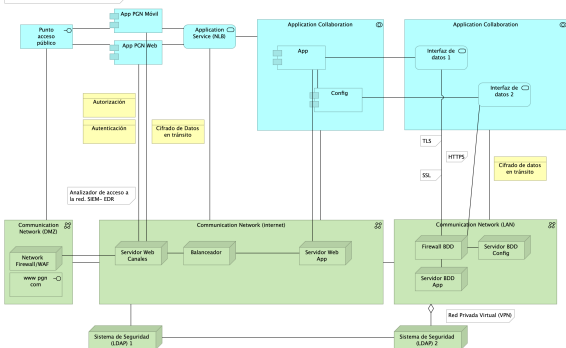 Punto
acceso
público
App PGN Móvil
App PGN Web
Application
Service (NLB)
Application Collaboration
App
Config
Application Collaboration
Interfaz de
datos 1
Interfaz de
datos 2
Autorización
Autenticación
Cifrado de Datos
en tránsito
TLS
HTTPS
SSL
Cifrado de datos
en tránsito
Analizador de acceso a
la red. SIEM- EDR
Communication
Network (DMZ)
Network
Firewall/WAF
www pgn
com
Communication Network (Internet)
Servidor Web
Canales
Balanceador
Servidor Web
App
Communication Network (LAN)
Firewall BDD
Servidor BDD
Config
Servidor BDD
App
Red Privada Virtual (VPN)
Sistema de Seguridad
(LDAP) 1
Sistema de Seguridad
(LDAP) 2